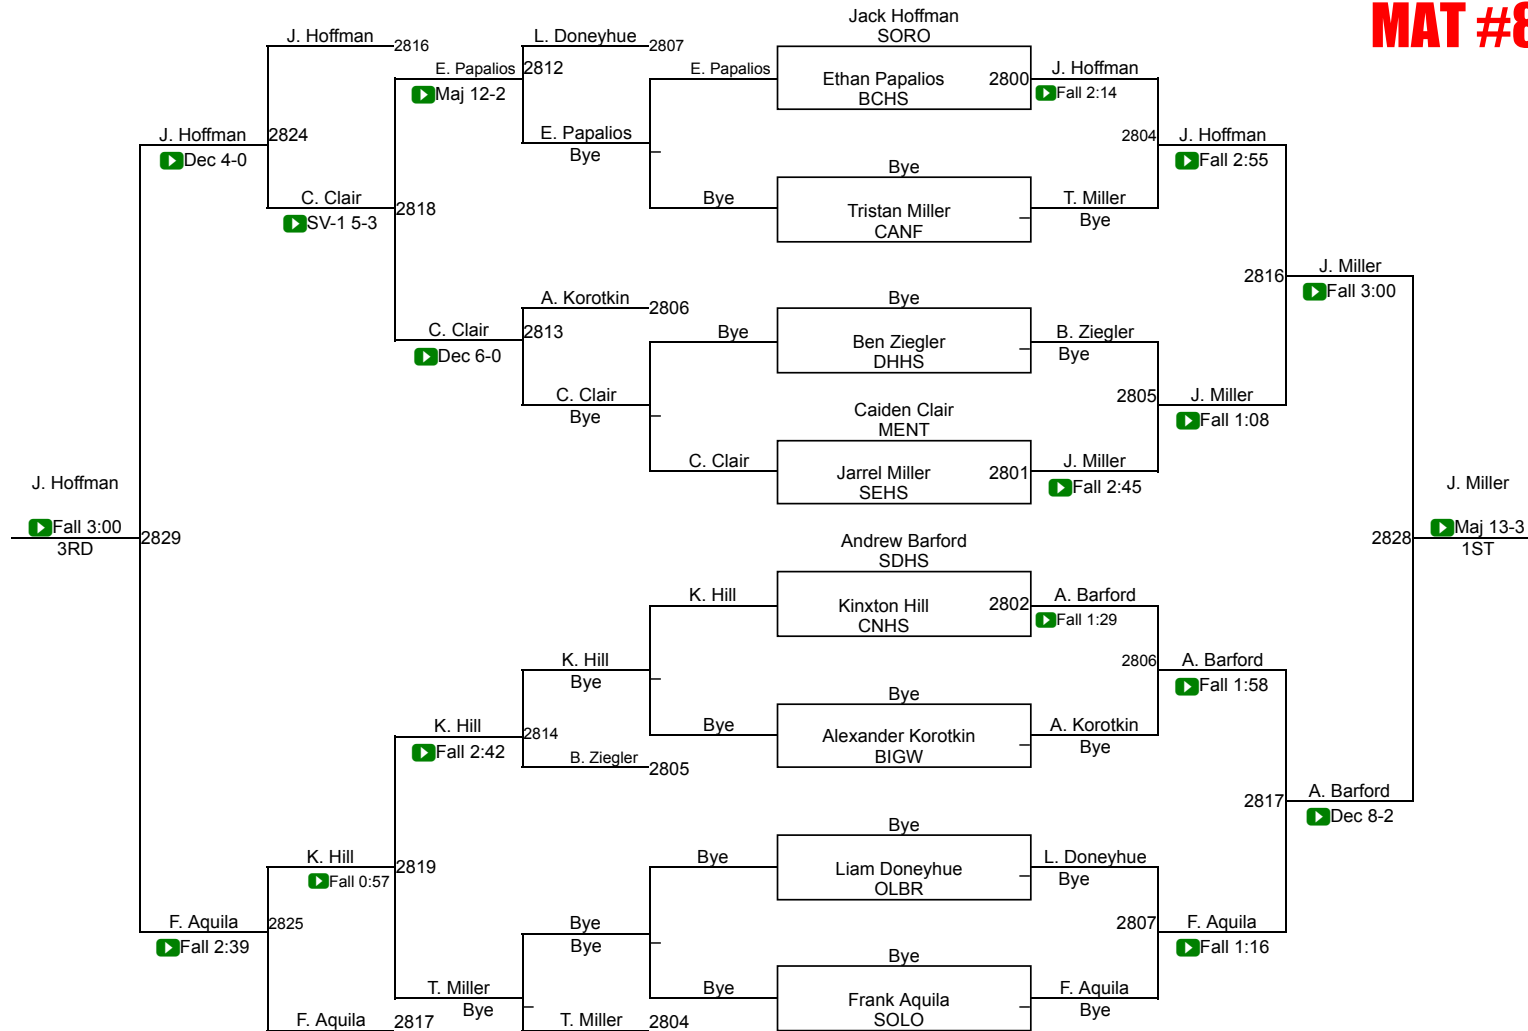 MAT #8
Jack Hoffman
SORO
J. Hoffman
2816
L. Doneyhue
2807
E. Papalios
2812
Maj 12-2
E. Papalios
Ethan Papalios
BCHS
2800
J. Hoffman
Fall 2:14
J. Hoffman
Dec 4-0
2824
E. Papalios
Bye
2804
J. Hoffman
Fall 2:55
Bye
C. Clair
SV-1 5-3
2818
Bye
Tristan Miller
CANF
T. Miller
Bye
2816
J. Miller
Fall 3:00
A. Korotkin
2806
Bye
C. Clair
2813
Dec 6-0
Bye
Ben Ziegler
DHHS
B. Ziegler
Bye
C. Clair
Bye
2805
J. Miller
Fall 1:08
Caiden Clair
MENT
C. Clair
Jarrel Miller
SEHS
2801
J. Miller
Fall 2:45
J. Hoffman
Fall 3:00
3RD
2829
J. Miller
2828
Maj 13-3
1ST
Andrew Barford
SDHS
K. Hill
Kinxton Hill
CNHS
2802
A. Barford
Fall 1:29
K. Hill
Bye
2806
A. Barford
Fall 1:58
Bye
K. Hill
2814
Fall 2:42
B. Ziegler
2805
Bye
Alexander Korotkin
BIGW
A. Korotkin
Bye
2817
A. Barford
Dec 8-2
Bye
K. Hill
2819
Fall 0:57
Bye
Liam Doneyhue
OLBR
L. Doneyhue
Bye
F. Aquila
2825
Fall 2:39
Bye
Bye
2807
F. Aquila
Fall 1:16
Bye
T. Miller
Bye
Bye
Frank Aquila
SOLO
F. Aquila
Bye
F. Aquila
2817
T. Miller
2804